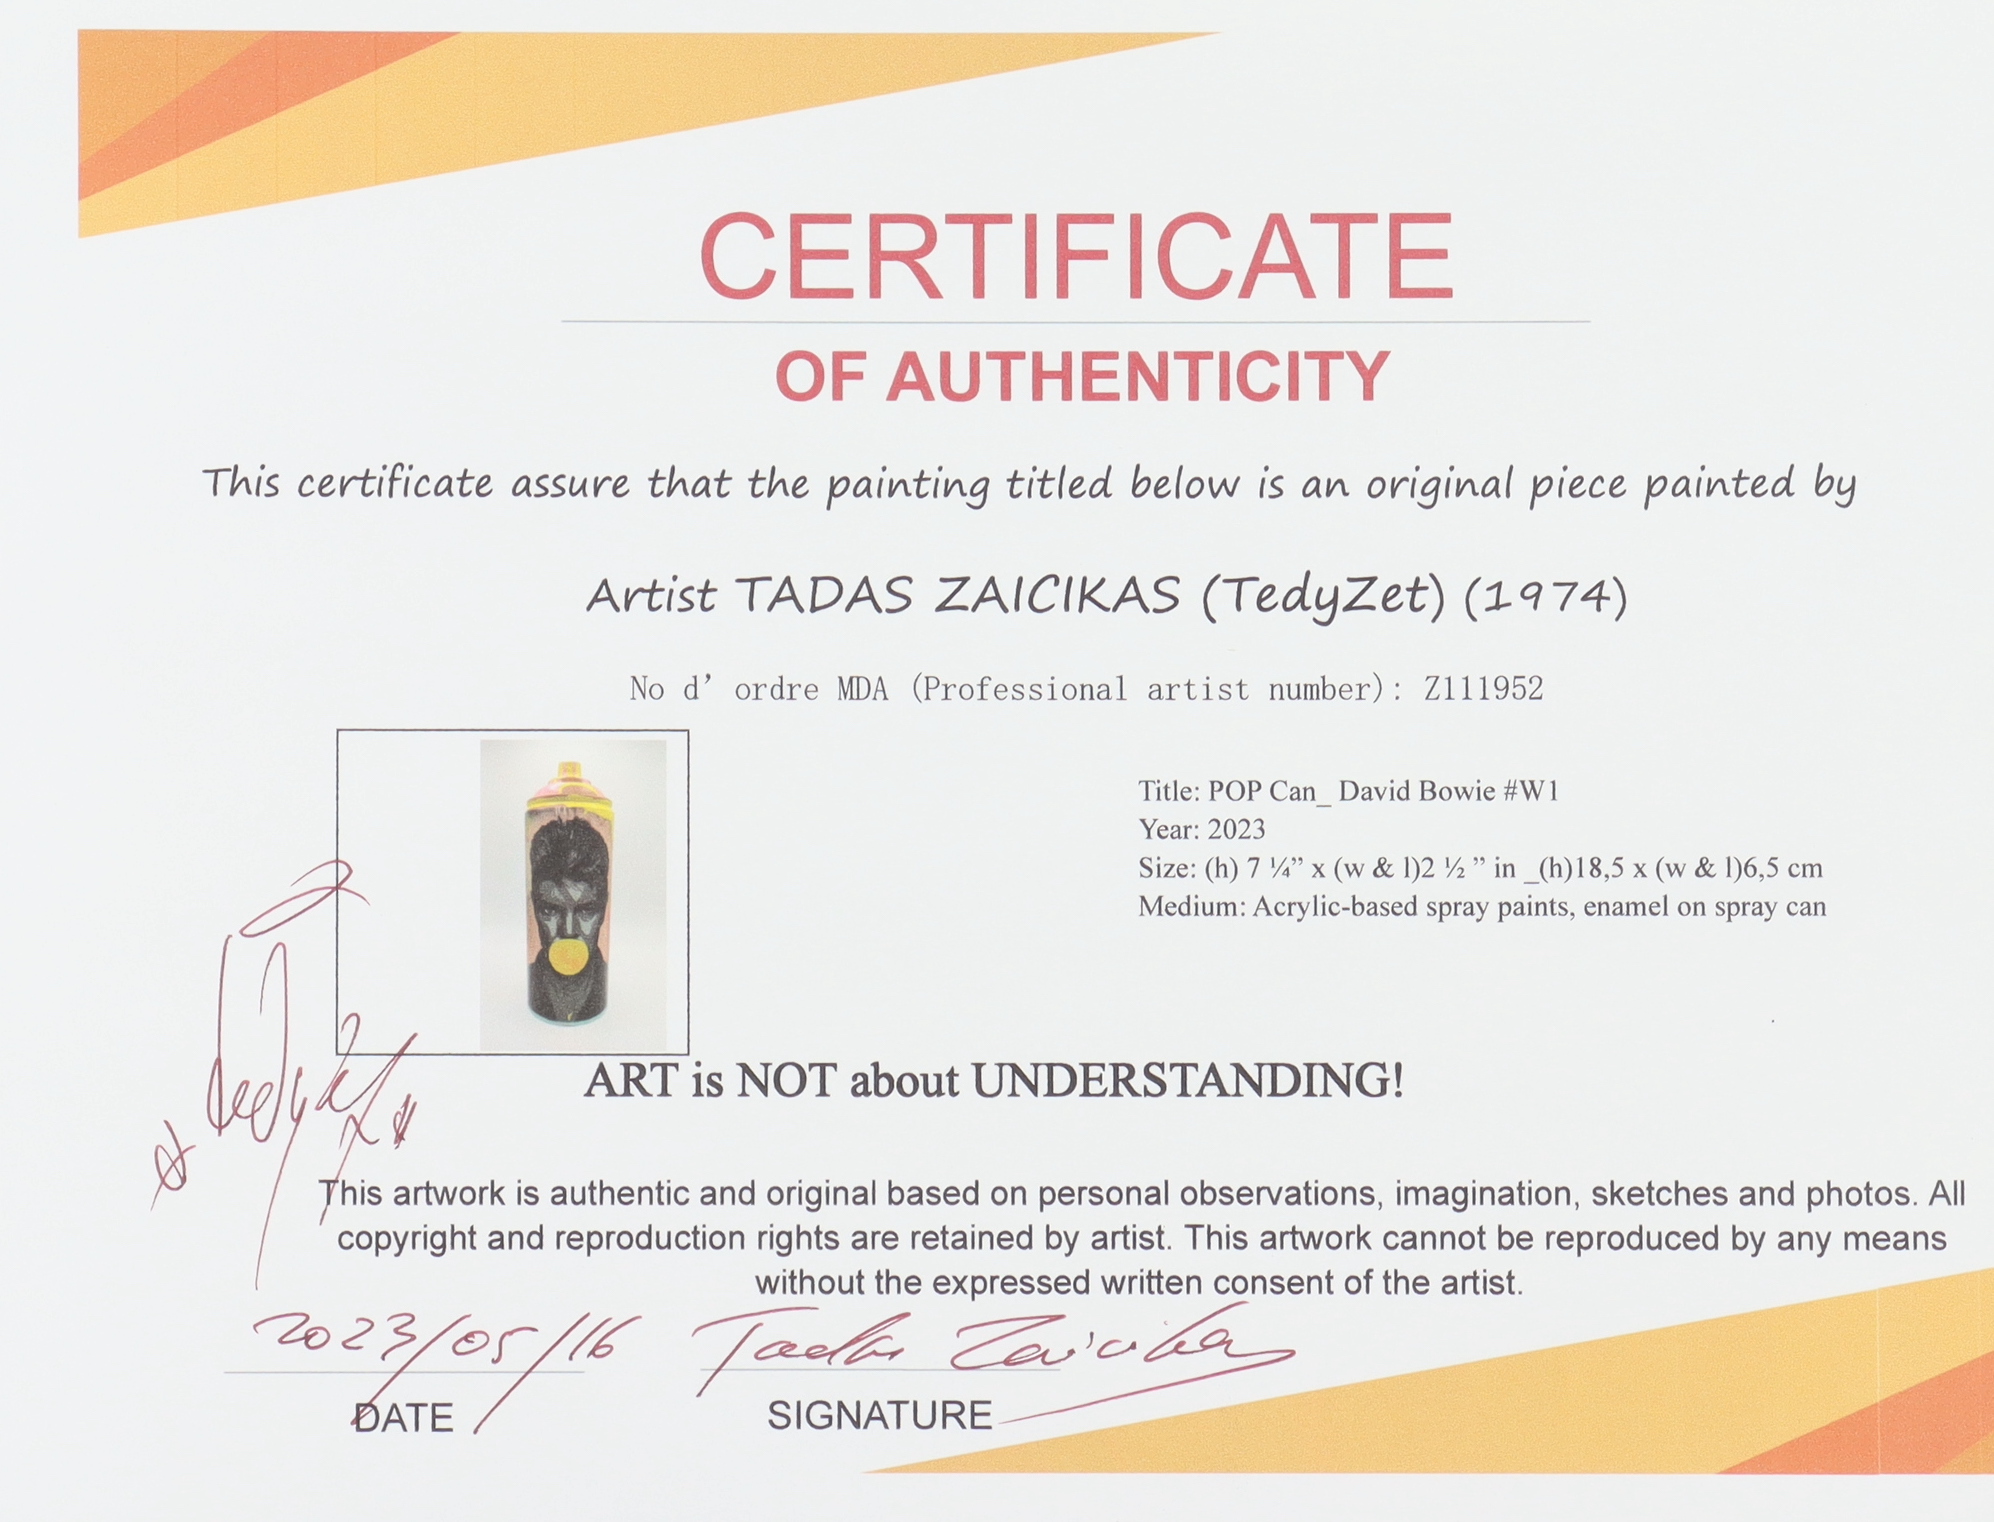 CERTIFICATE
OF AUTHENTICITY
This certificate assure that the painting titled below is an original piece painted by
Artist TADAS ZAICIKAS (TedyZet) (1974)
No d' ordre MDA (Professional artist number): Z111952
Title: POP Can_ David Bowie #W1
Year: 2023
Size: (h) 7 ¼” x (w & l)2 ½ ” in _(h)18,5 x (w & l)6,5 cm
Medium: Acrylic-based spray paints, enamel on spray can
ART is NOT about UNDERSTANDING!
This artwork is authentic and original based on personal observations, imagination, sketches and photos. All
copyright and reproduction rights are retained by artist. This artwork cannot be reproduced by any means
without the expressed written consent of the artist.
2023/05/16 Tadas Zaicikas
DATE SIGNATURE